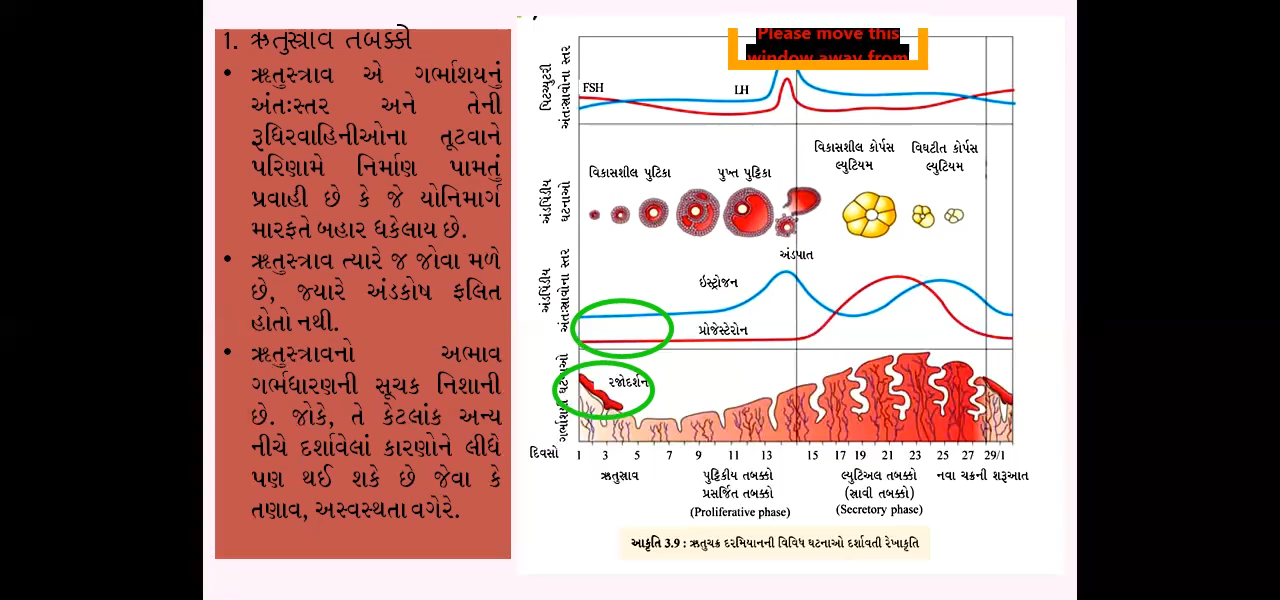 1. ઋતુસ્ત્રાવ તબક્કો
• ઋતુસ્ત્રાવ એ ગર્ભાશયનું
અંતઃસ્તર અને તેની
રૂધિરવાહિનીઓના તૂટવાને
પરિણામે નિર્માણ પામતું
પ્રવાહી છે કે જે યોનિમાર્ગ
મારફતે બહાર ધકેલાય છે.
• ઋતુસ્ત્રાવ ત્યારે જ જોવા મળે
છે, જ્યારે અંડકોષ ફલિત
હોતો નથી.
• ઋતુસ્ત્રાવનો અભાવ
ગર્ભધારણની સૂચક નિશાની
છે. જોકે, તે કેટલાંક અન્ય
નીચે દર્શાવેલાં કારણોને લીધે
પણ થઈ શકે છે જેવા કે
તણાવ, અસ્વસ્થતા વગેરે.
Please move this
window away from
પિટ્યુટરી
અંતઃસ્ત્રાવોના સ્તર
FSH
LH
અંડપિંડીય
ઘટનાઓ
વિકાસશીલ પુટિકા
પુખ્ત પુટ્ટિકા
વિકાસશીલ કોર્પસ
લ્યુટિયમ
વિઘટીત કોર્પસ
લ્યુટિયમ
અંડપાત
અંડપિંડીય
અંતઃસ્ત્રાવોના સ્તર
ઇસ્ટ્રોજન
પ્રોજેસ્ટેરોન
ગર્ભાશયી ઘટનાઓ
રજોદર્શન
દિવસો 1 3 5 7 9 11 13 15 17 19 21 23 25 27 29/1
ઋતુસ્રાવ
પુટ્ટિકીય તબક્કો
પ્રસર્જિત તબક્કો
(Proliferative phase)
લ્યુટિઅલ તબક્કો
(સ્રાવી તબક્કો)
(Secretory phase)
નવા ચક્રની શરૂઆત
આકૃતિ 3.9 : ઋતુચક્ર દરમિયાનની વિવિધ ઘટનાઓ દર્શાવતી રેખાકૃતિ